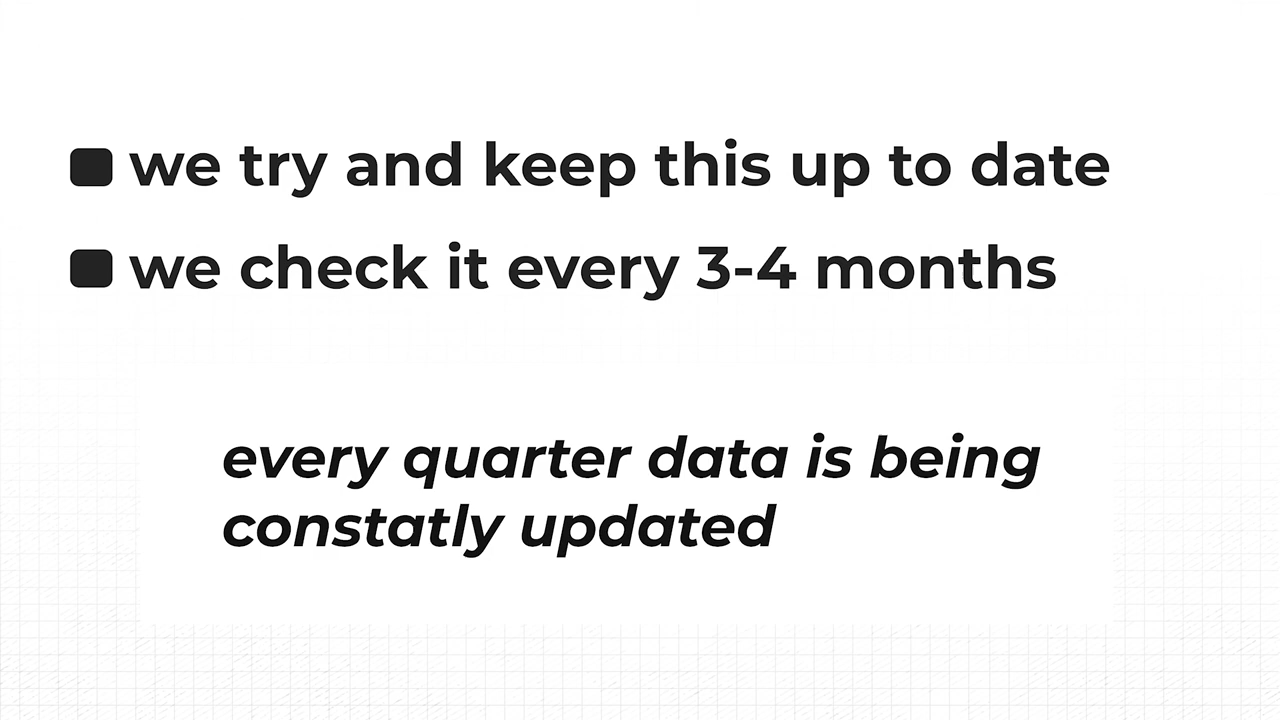 we try and keep this up to date
we check it every 3-4 months
every quarter data is being
constatly updated